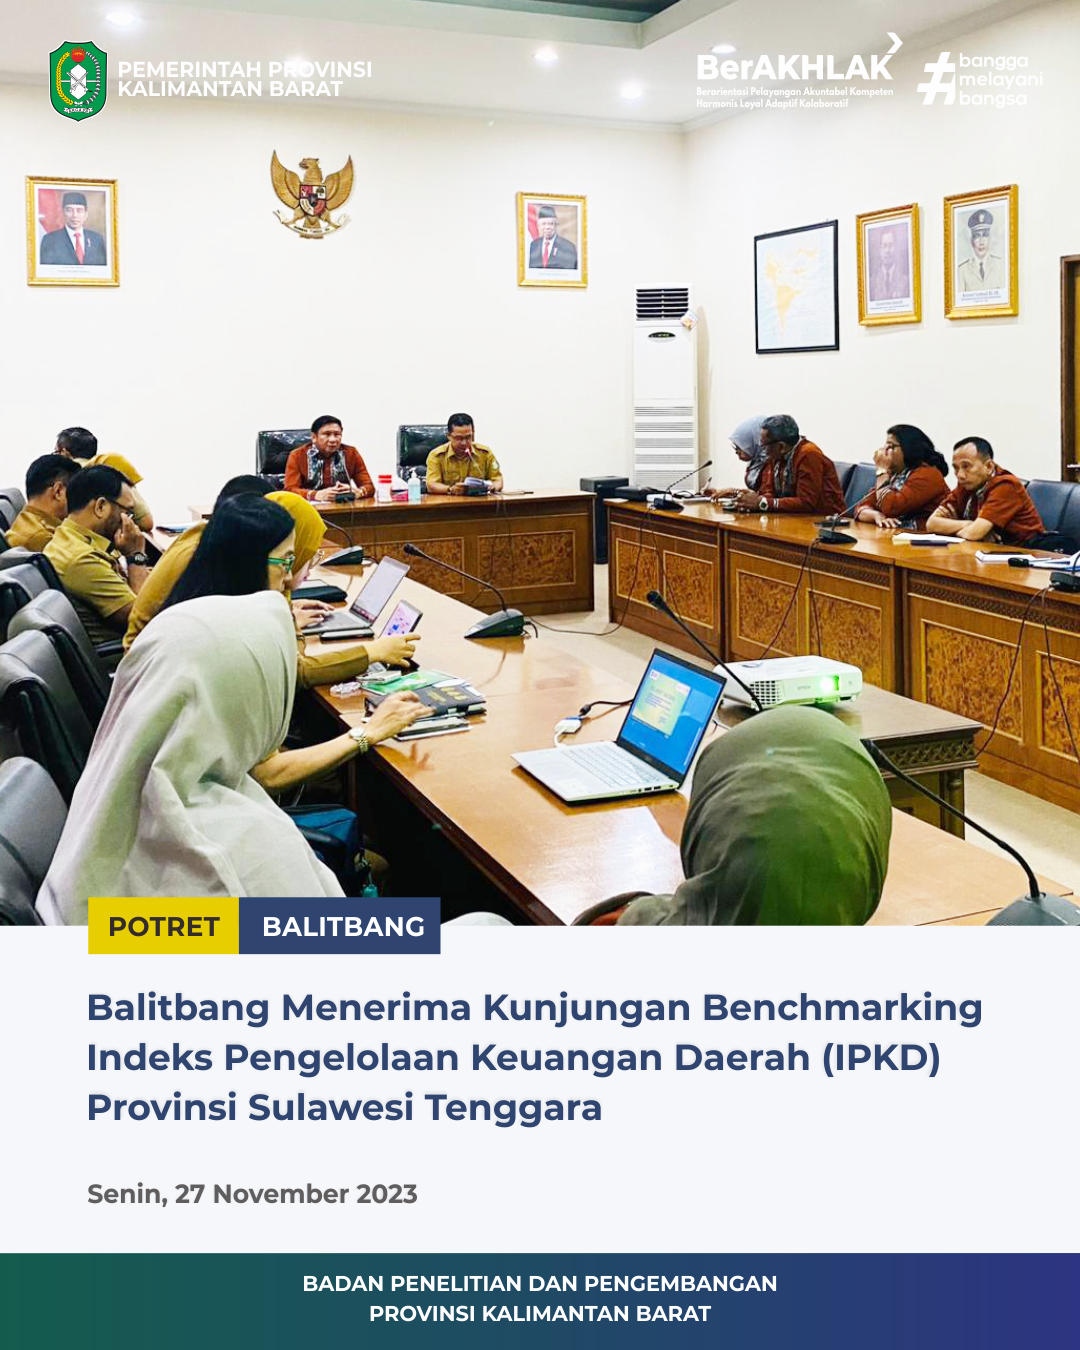 PEMERINTAH PROVINSI
KALIMANTAN BARAT
BerAKHLAK
Berorientasi Pelayanan Akuntabel Kompeten
Harmonis Loyal Adaptif Kolaboratif
#bangga
melayani
bangsa
POTRET BALITBANG
Balitbang Menerima Kunjungan Benchmarking
Indeks Pengelolaan Keuangan Daerah (IPKD)
Provinsi Sulawesi Tenggara
Senin, 27 November 2023
BADAN PENELITIAN DAN PENGEMBANGAN
PROVINSI KALIMANTAN BARAT